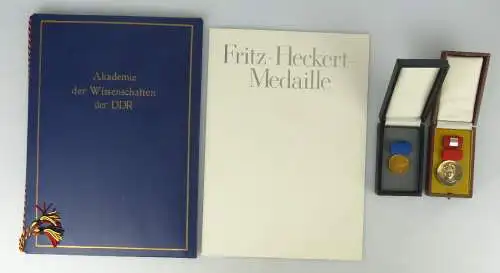 Akademie
der Wissenschaften
der DDR
Fritz-Heckert-
Medaille